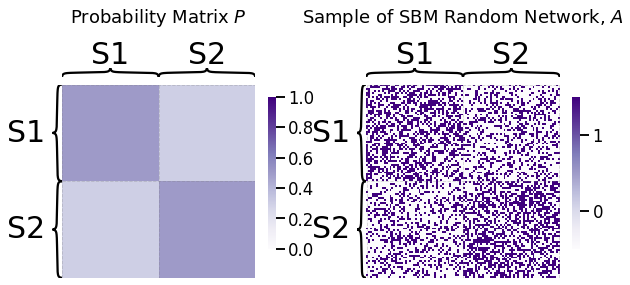 Probability Matrix P
Sample of SBM Random Network, A
S1 S2
S1
S2
1.0
0.8
0.6
0.4
0.2
0.0
S1 S2
S1
S2
1
0